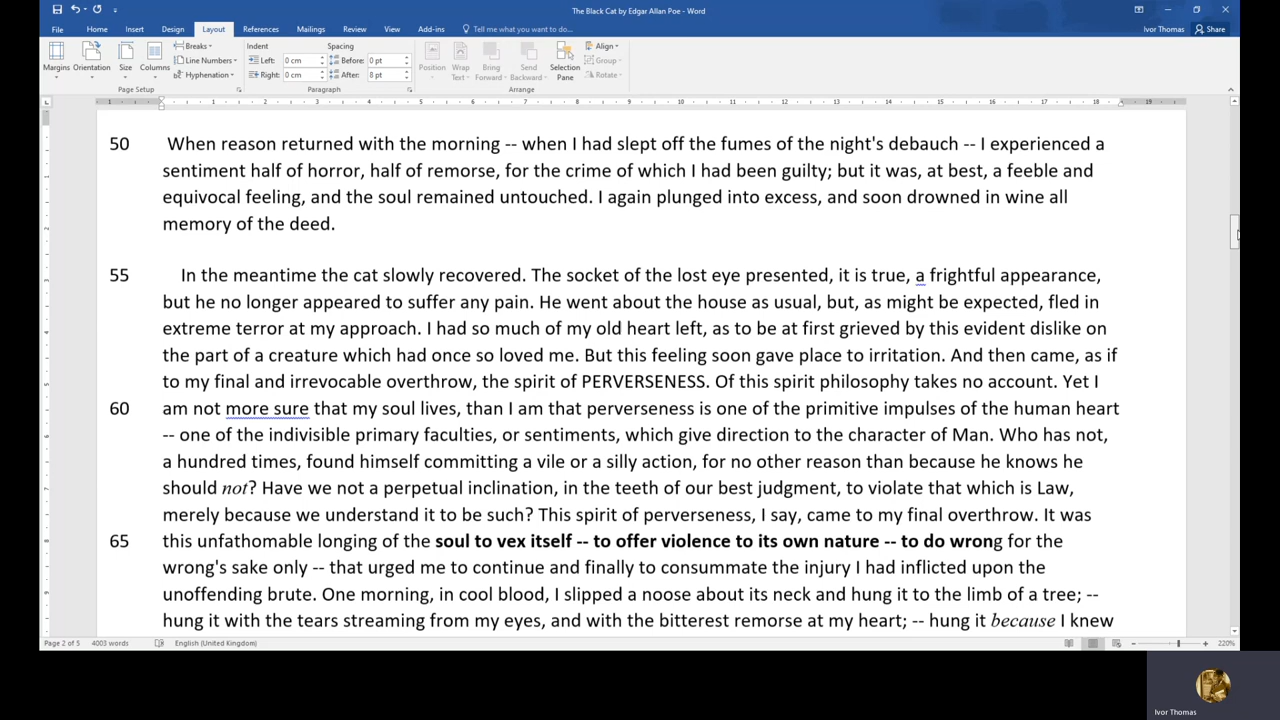 The Black Cat by Edgar Allan Poe - Word
File Home Insert Design Layout References Mailings Review View Add-ins Tell me what you want to do... Ivor Thomas Share
Margins Orientation Size Columns Breaks Line Numbers Hyphenation
Page Setup
Indent Spacing
Left: 0 cm Before: 0 pt
Right: 0 cm After: 8 pt
Paragraph
Position Wrap Text Bring Forward Send Backward Selection Pane Align Group Rotate
Arrange
1 1 2 3 4 5 6 7 8 9 10 11 12 13 14 15 16 17 18 19
50 When reason returned with the morning -- when I had slept off the fumes of the night's debauch -- I experienced a
sentiment half of horror, half of remorse, for the crime of which I had been guilty; but it was, at best, a feeble and
equivocal feeling, and the soul remained untouched. I again plunged into excess, and soon drowned in wine all
memory of the deed.
55 In the meantime the cat slowly recovered. The socket of the lost eye presented, it is true, a frightful appearance,
but he no longer appeared to suffer any pain. He went about the house as usual, but, as might be expected, fled in
extreme terror at my approach. I had so much of my old heart left, as to be at first grieved by this evident dislike on
the part of a creature which had once so loved me. But this feeling soon gave place to irritation. And then came, as if
to my final and irrevocable overthrow, the spirit of PERVERSENESS. Of this spirit philosophy takes no account. Yet I
60 am not more sure that my soul lives, than I am that perverseness is one of the primitive impulses of the human heart
-- one of the indivisible primary faculties, or sentiments, which give direction to the character of Man. Who has not,
a hundred times, found himself committing a vile or a silly action, for no other reason than because he knows he
should not? Have we not a perpetual inclination, in the teeth of our best judgment, to violate that which is Law,
merely because we understand it to be such? This spirit of perverseness, I say, came to my final overthrow. It was
65 this unfathomable longing of the soul to vex itself -- to offer violence to its own nature -- to do wrong for the
wrong's sake only -- that urged me to continue and finally to consummate the injury I had inflicted upon the
unoffending brute. One morning, in cool blood, I slipped a noose about its neck and hung it to the limb of a tree; --
hung it with the tears streaming from my eyes, and with the bitterest remorse at my heart; -- hung it because I knew
Page 2 of 5 4003 words English (United Kingdom) 220%
Ivor Thomas